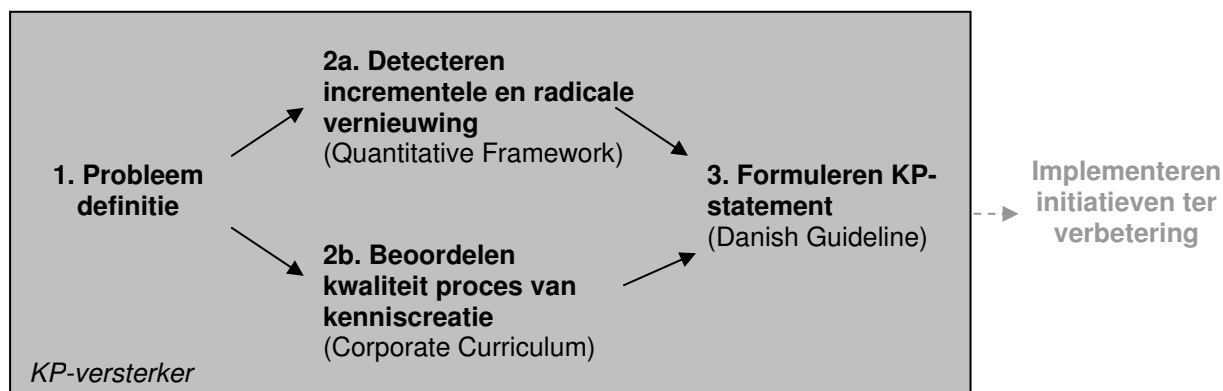 1. Probleem
definitie
2a. Detecteren
incrementele en radicale
vernieuwing
(Quantitative Framework)
2b. Beoordelen
kwaliteit proces van
kenniscreatie
(Corporate Curriculum)
3. Formuleren KP-
statement
(Danish Guideline)
Implementeren
initiatieven ter
verbetering
KP-versterker